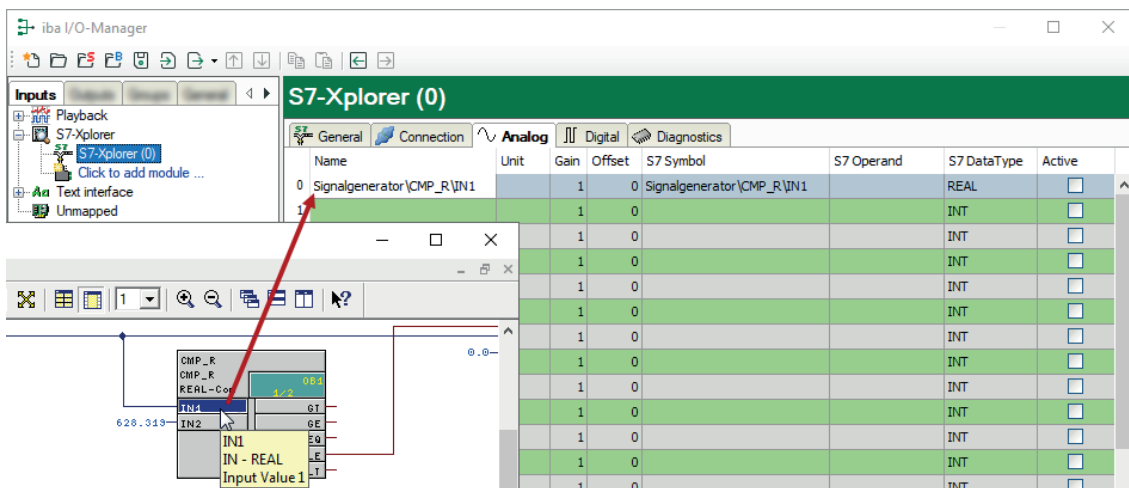 iba I/O-Manager
Inputs
S7-Xplorer (0)
Playback
S7-Xplorer
S7-Xplorer (0)
Click to add module ...
Text interface
Unmapped
General Connection Analog Digital Diagnostics
Name Unit Gain Offset S7 Symbol S7 Operand S7 DataType Active
0 Signalgenerator\CMP_R\IN1 1 0 Signalgenerator\CMP_R\IN1 REAL
1 1 0 INT
1 0 INT
1 0 INT
1 0 INT
1 0 INT
1 0 INT
1 0 INT
1 0 INT
1 0 INT
1 0 INT
1 0 INT
1 0 INT
1
0.0
CMP_R
CMP_R
REAL-Co
OB1
1/2
IN1 GT
628.319 IN2 GE
EQ
E
T
IN1
IN - REAL
Input Value 1